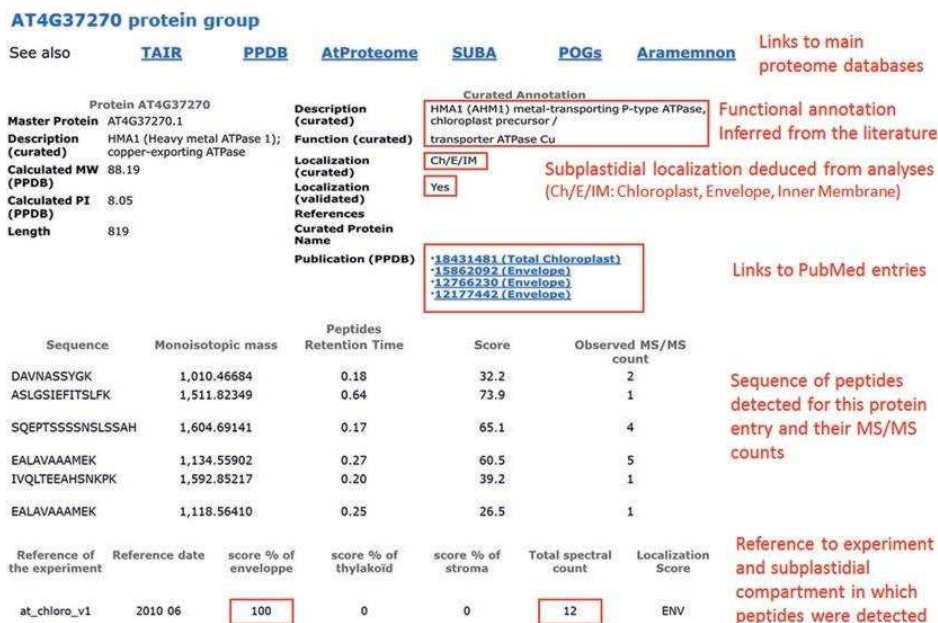 AT4G37270 protein group
See also TAIR PPDB AtProteome SUBA POGs Aramemnon
Links to main
proteome databases
Protein AT4G37270
Master Protein AT4G37270.1
Description
(curated)
HMA1 (Heavy metal ATPase 1);
copper-exporting ATPase
Calculated MW
(PPDB)
88.19
Calculated PI
(PPDB)
8.05
Length 819
Curated Annotation
Description
(curated)
HMA1 (AHM1) metal-transporting P-type ATPase,
chloroplast precursor /
Function (curated) transporter ATPase Cu
Functional annotation
Inferred from the literature
Localization
(curated)
Ch/E/IM
Localization
(validated)
Yes
Subplastidial localization deduced from analyses
(Ch/E/IM: Chloroplast, Envelope, Inner Membrane)
References
Curated Protein
Name
Publication (PPDB)
·18431481 (Total Chloroplast)
·15862092 (Envelope)
·12766230 (Envelope)
·12177442 (Envelope)
Links to PubMed entries
Peptides
Sequence Monoisotopic mass Retention Time Score Observed MS/MS
count
DAVNASSYGK 1,010.46684 0.18 32.2 2
ASLGSIEFITSLFK 1,511.82349 0.64 73.9 1
SQEPTSSSSNSLSSAH 1,604.69141 0.17 65.1 4
EALAVAAAMEK 1,134.55902 0.27 60.5 5
IVQLTEEAHSNKPK 1,592.85217 0.20 39.2 1
EALAVAAAMEK 1,118.56410 0.25 26.5 1
Sequence of peptides
detected for this protein
entry and their MS/MS
counts
Reference of
the experiment
Reference date
score % of
enveloppe
score % of
thylakoïd
score % of
stroma
Total spectral
count
Localization
Score
at_chloro_v1 2010 06 100 0 0 12 ENV
Reference to experiment
and subplastidial
compartment in which
peptides were detected